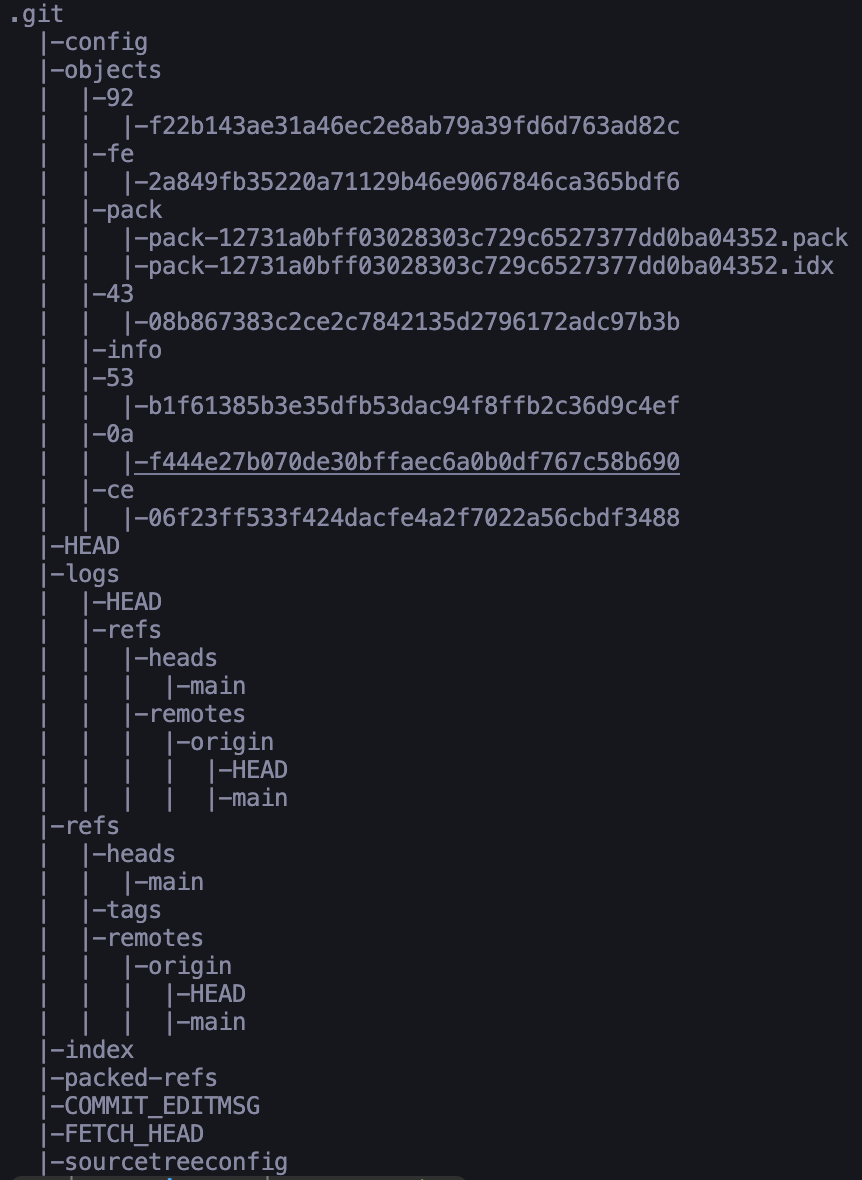 .git
  |-config
  |-objects
  |  |-92
  |  |  |-f22b143ae31a46ec2e8ab79a39fd6d763ad82c
  |  |-fe
  |  |  |-2a849fb35220a71129b46e9067846ca365bdf6
  |  |-pack
  |  |  |-pack-12731a0bff03028303c729c6527377dd0ba04352.pack
  |  |  |-pack-12731a0bff03028303c729c6527377dd0ba04352.idx
  |  |-43
  |  |  |-08b867383c2ce2c7842135d2796172adc97b3b
  |  |-info
  |  |-53
  |  |  |-b1f61385b3e35dfb53dac94f8ffb2c36d9c4ef
  |  |-0a
  |  |  |-f444e27b070de30bffaec6a0b0df767c58b690
  |  |-ce
  |  |  |-06f23ff533f424dacfe4a2f7022a56cbdf3488
  |-HEAD
  |-logs
  |  |-HEAD
  |  |-refs
  |  |  |-heads
  |  |  |  |-main
  |  |  |-remotes
  |  |  |  |-origin
  |  |  |  |  |-HEAD
  |  |  |  |  |-main
  |-refs
  |  |-heads
  |  |  |-main
  |  |-tags
  |  |-remotes
  |  |  |-origin
  |  |  |  |-HEAD
  |  |  |  |-main
  |-index
  |-packed-refs
  |-COMMIT_EDITMSG
  |-FETCH_HEAD
  |-sourcetreeconfig